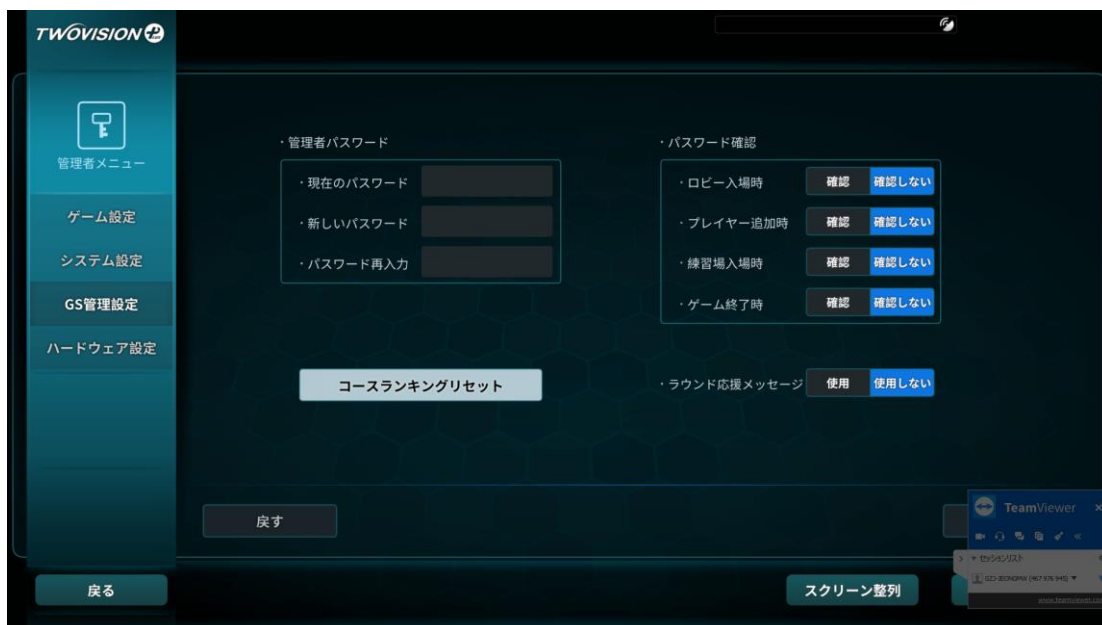 TWOVISION
管理者メニュー
ゲーム設定
システム設定
GS管理設定
ハードウェア設定
・管理者パスワード
・現在のパスワード
・新しいパスワード
・パスワード再入力
コースランキングリセット
・パスワード確認
・ロビー入場時 確認 確認しない
・プレイヤー追加時 確認 確認しない
・練習場入場時 確認 確認しない
・ゲーム終了時 確認 確認しない
・ラウンド応援メッセージ 使用 使用しない
戻す
戻る
スクリーン整列
TeamViewer
セッションリスト